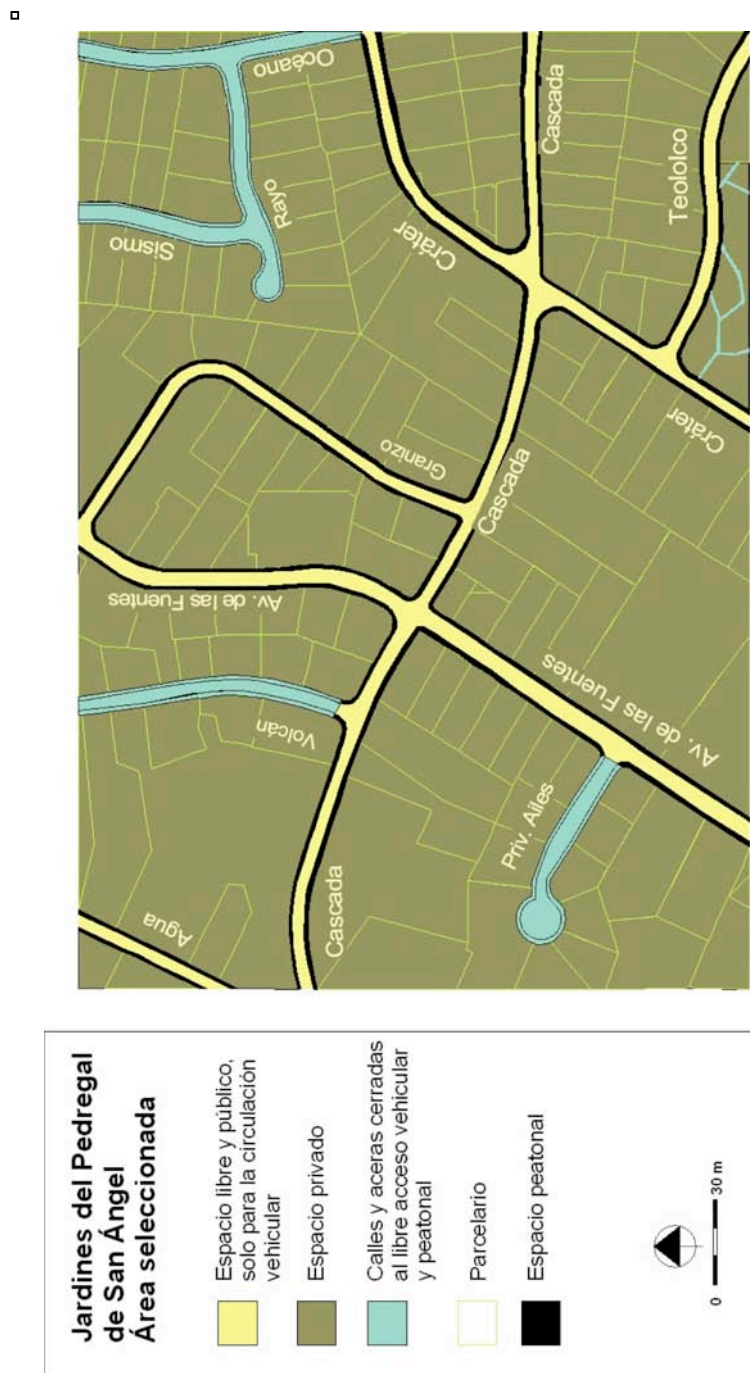 Jardines del Pedregal
de San Ángel
Área seleccionada
Espacio libre y público,
solo para la circulación
vehicular
Espacio privado
Calles y aceras cerradas
al libre acceso vehicular
y peatonal
Parcelario
Espacio peatonal
0 30 m
Agua
Cascada
Volcán
Priv. Ailes
Av. de las Fuentes
Av. de las Fuentes
Granizo
Cascada
Sismo
Rayo
Océano
Cráter
Cascada
Cráter
Teololco